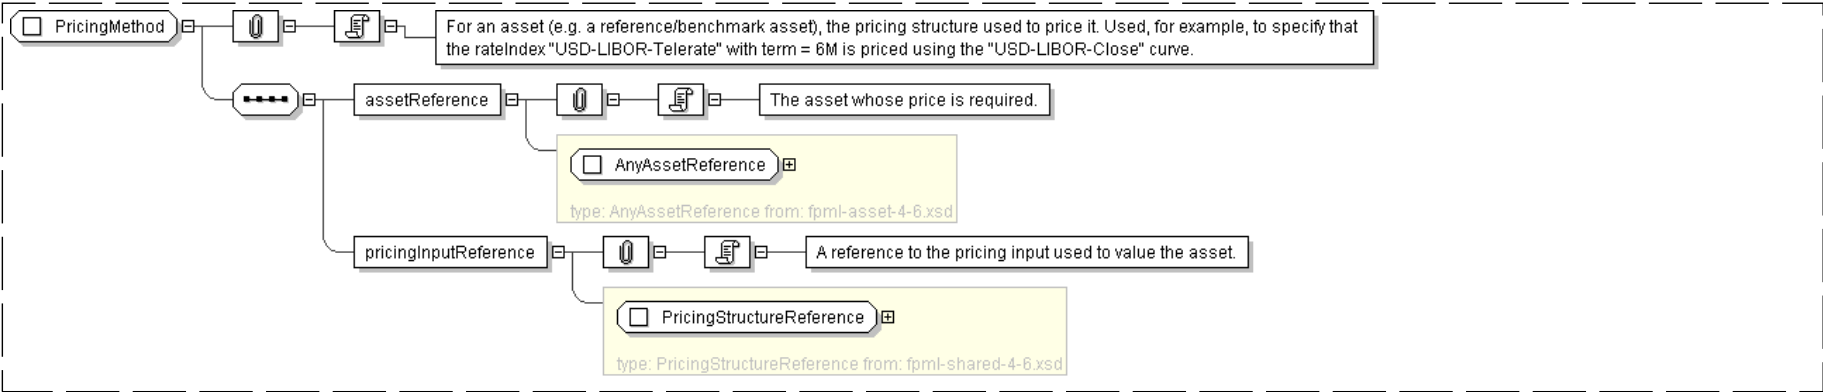 PricingMethod
For an asset (e.g. a reference/benchmark asset), the pricing structure used to price it. Used, for example, to specify that
the rateIndex "USD-LIBOR-Telerate" with term = 6M is priced using the "USD-LIBOR-Close" curve.
assetReference
The asset whose price is required.
AnyAssetReference
type: AnyAssetReference from: fpml-asset-4-6.xsd
pricingInputReference
A reference to the pricing input used to value the asset.
PricingStructureReference
type: PricingStructureReference from: fpml-shared-4-6.xsd